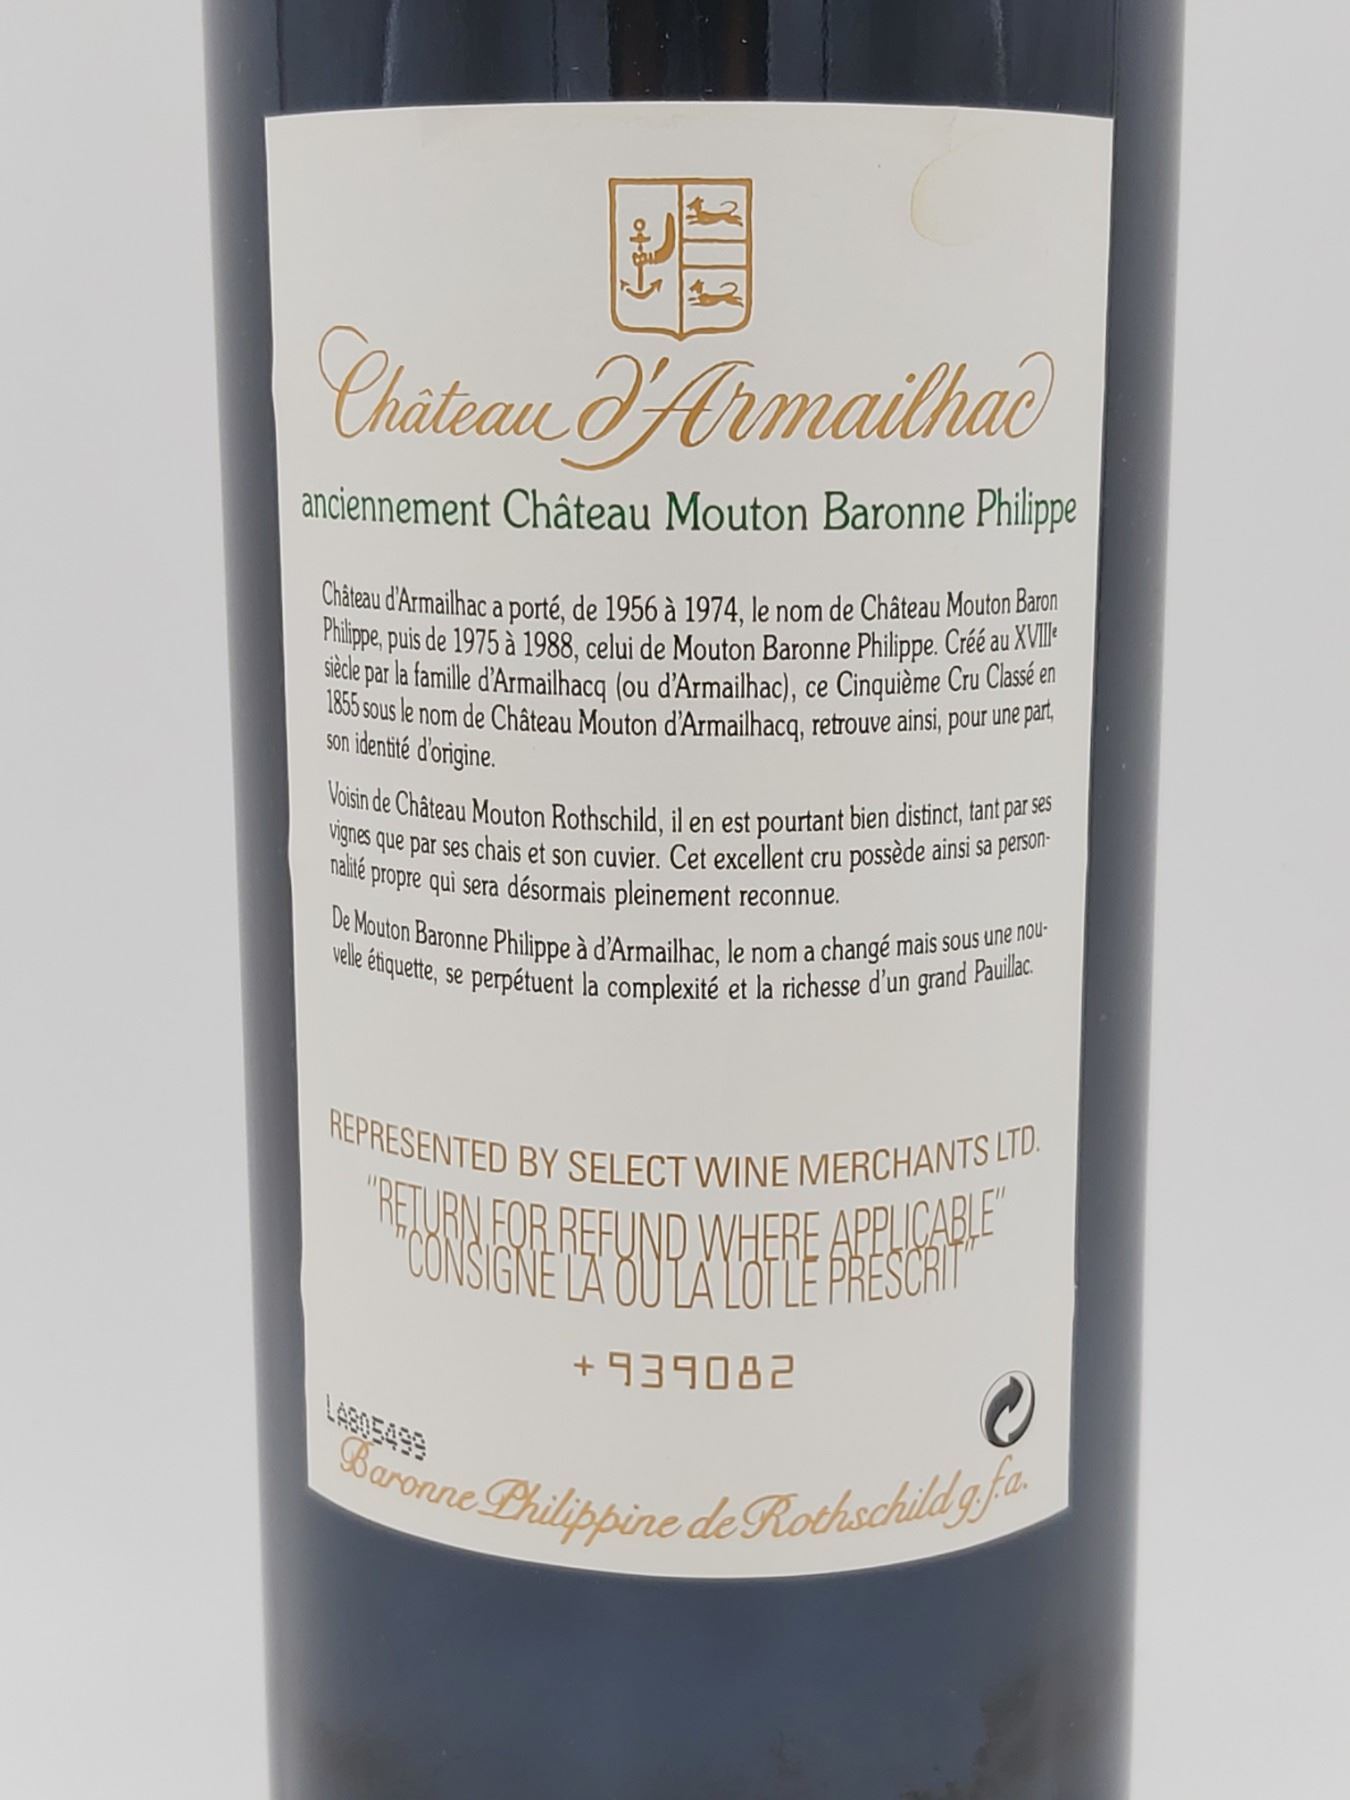 Château d'Armailhac
anciennement Château Mouton Baronne Philippe
Château d'Armailhac a porté, de 1956 à 1974, le nom de Château Mouton Baron
Philippe, puis de 1975 à 1988, celui de Mouton Baronne Philippe. Créé au XVIIIe
siècle par la famille d'Armailhacq (ou d'Armailhac), ce Cinquième Cru Classé en
1855 sous le nom de Château Mouton d'Armailhacq, retrouve ainsi, pour une part,
son identité d'origine.
Voisin de Château Mouton Rothschild, il en est pourtant bien distinct, tant par ses
vignes que par ses chais et son cuvier. Cet excellent cru possède ainsi sa person-
nalité propre qui sera désormais pleinement reconnue.
De Mouton Baronne Philippe à d'Armailhac, le nom a changé mais sous une nou-
velle étiquette, se perpétuent la complexité et la richesse d'un grand Pauillac.
REPRESENTED BY SELECT WINE MERCHANTS LTD.
"RETURN FOR REFUND WHERE APPLICABLE"
"CONSIGNE LA OU LA LOI LE PRESCRIT"
+939082
LA805499
Baronne Philippine de Rothschild g.f.a.